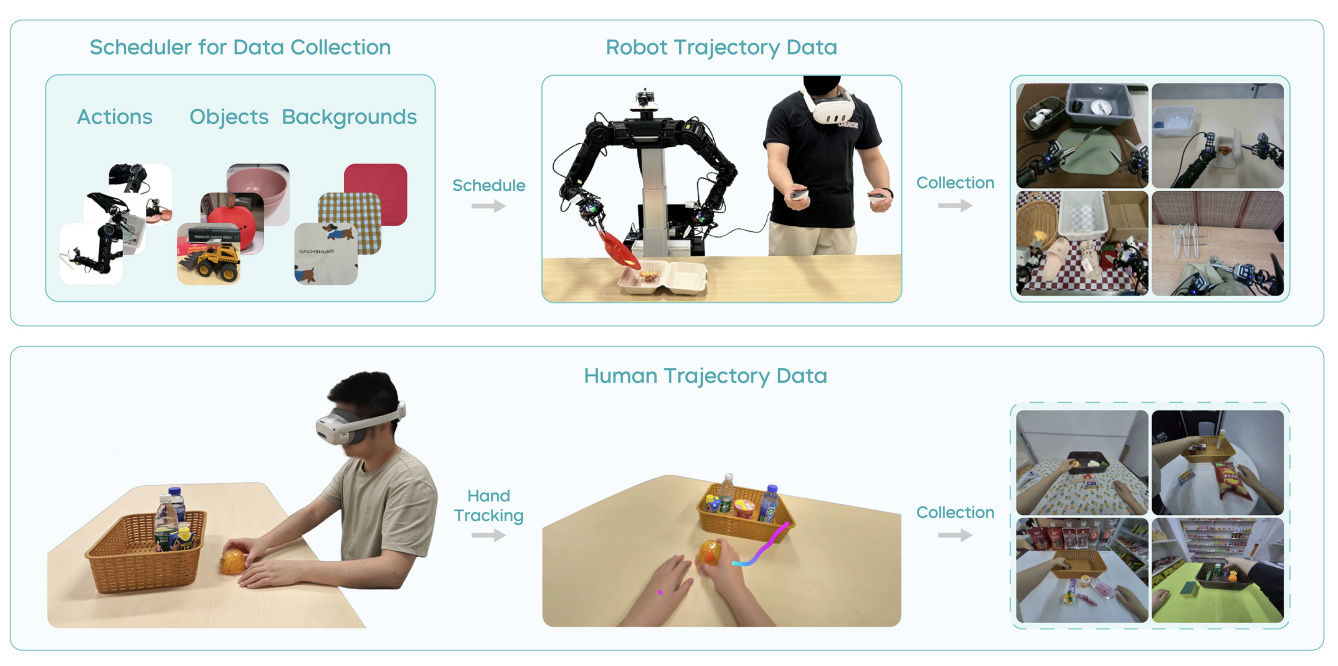 Scheduler for Data Collection
Actions
Objects
Backgrounds
Schedule
Robot Trajectory Data
Collection
Human Trajectory Data
Hand
Tracking
Collection